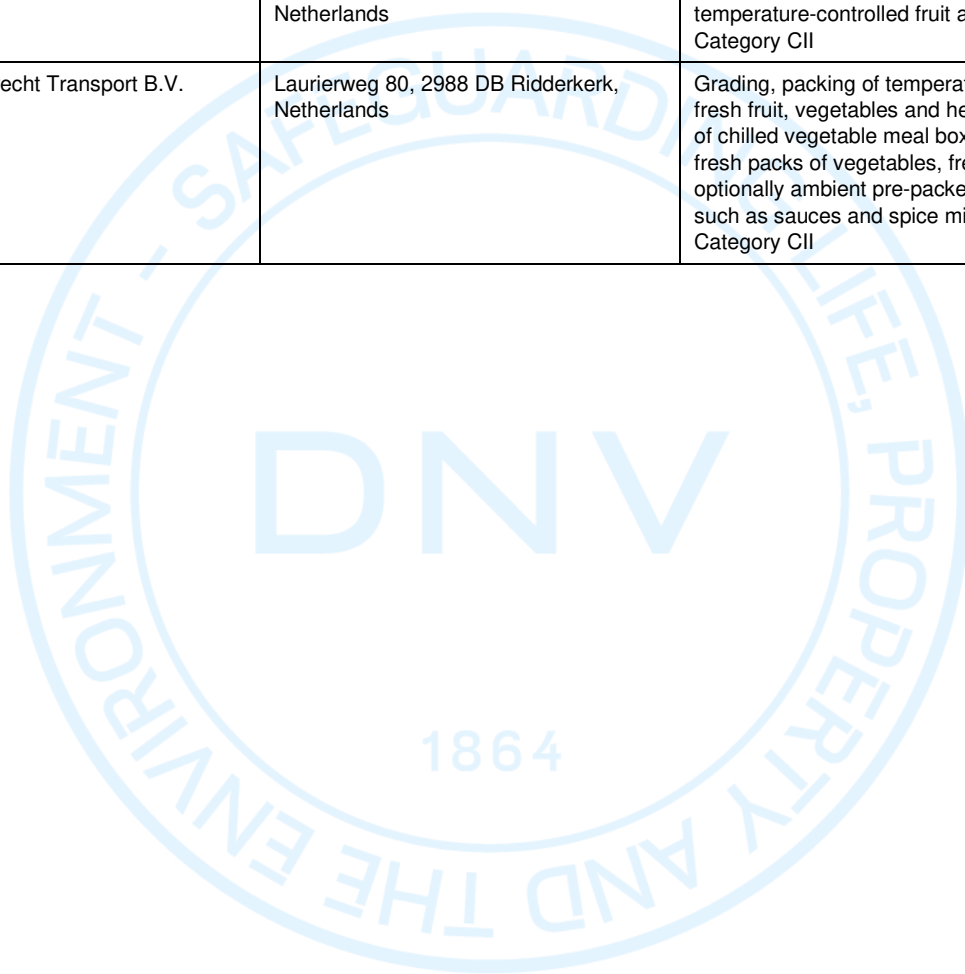 Netherlands
temperature-controlled fruit a
Category CII
echt Transport B.V.
Laurierweg 80, 2988 DB Ridderkerk,
Netherlands
Grading, packing of tempera
fresh fruit, vegetables and he
of chilled vegetable meal box
fresh packs of vegetables, fre
optionally ambient pre-packe
such as sauces and spice mi
Category CII
SAFEGUARDING LIFE, PROPERTY AND THE ENVIRONMENT -
DNV
1864